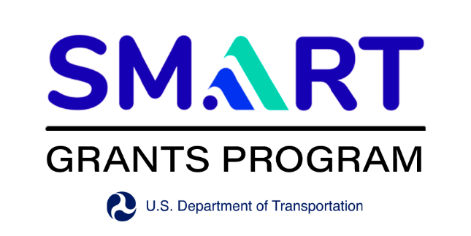 SMART
GRANTS PROGRAM
U.S. Department of Transportation